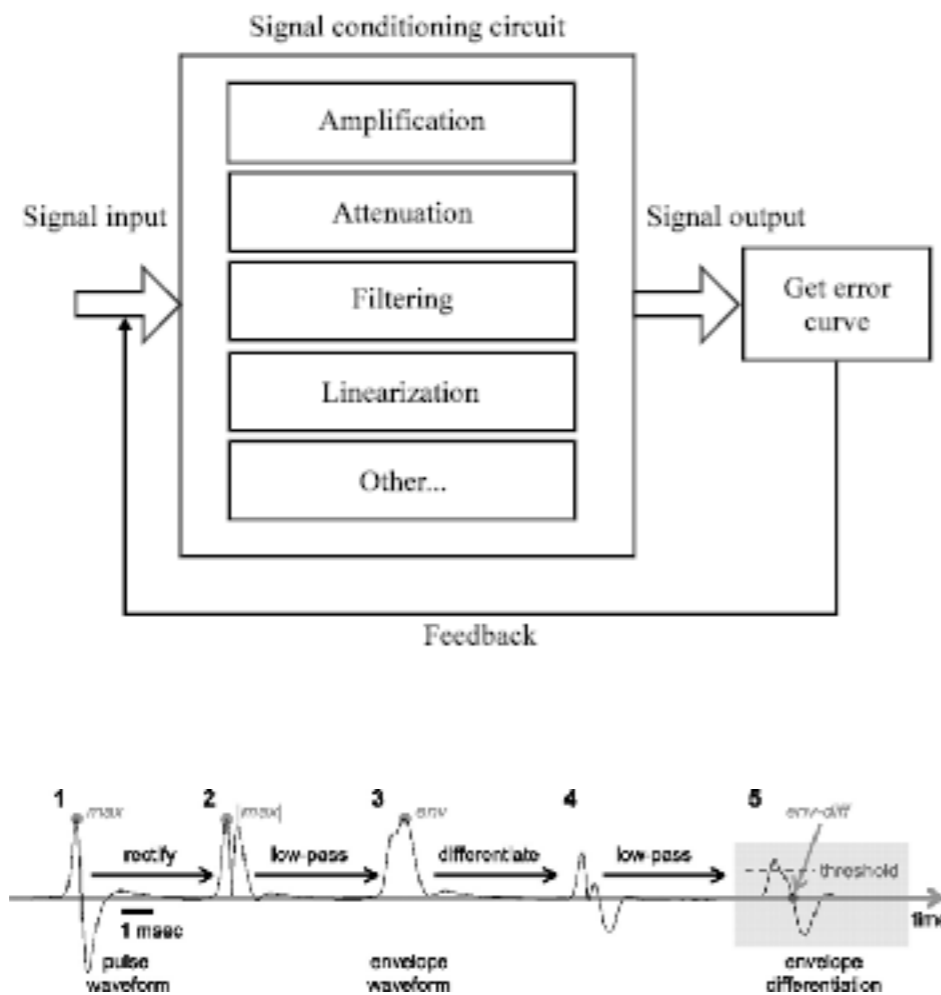 Signal conditioning circuit
Amplification
Attenuation
Filtering
Linearization
Other...
Signal input
Signal output
Get error
curve
Feedback
1 max
2 |max|
3 env
4
5
env-diff
rectify
low-pass
differentiate
low-pass
threshold
time
1 msec
pulse
waveform
envelope
waveform
envelope
differentiation